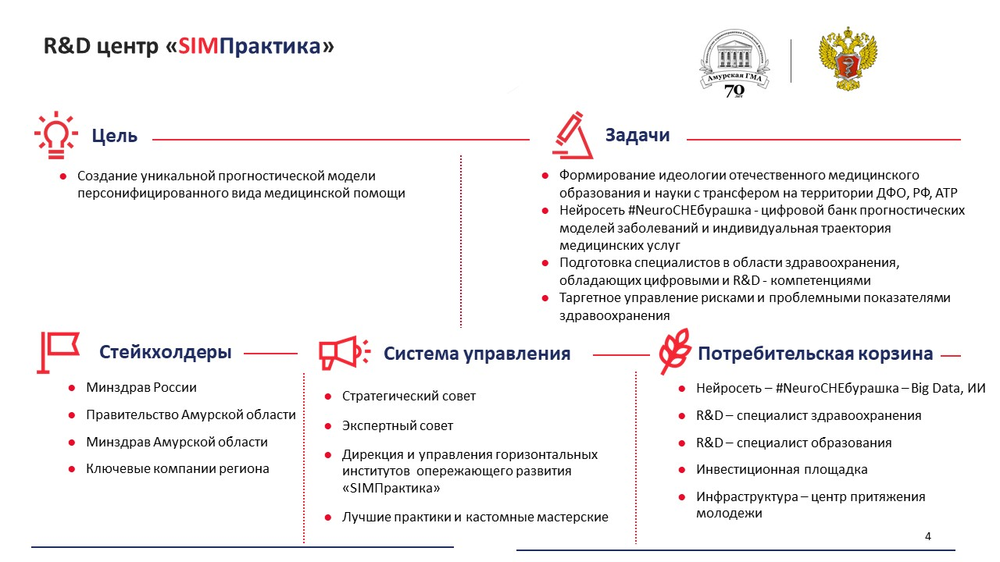 R&D центр «SIMПрактика»
Министерство здравоохранения Российской Федерации
Амурская ГМА
70
лет
Цель
Создание уникальной прогностической модели
персонифицированного вида медицинской помощи
Задачи
Формирование идеологии отечественного медицинского
образования и науки с трансфером на территории ДФО, РФ, АТР
Нейросеть #NeuroCHEбурашка - цифровой банк прогностических
моделей заболеваний и индивидуальная траектория
медицинских услуг
Подготовка специалистов в области здравоохранения,
обладающих цифровыми и R&D - компетенциями
Таргетное управление рисками и проблемными показателями
здравоохранения
Стейкхолдеры
Минздрав России
Правительство Амурской области
Минздрав Амурской области
Ключевые компании региона
Система управления
Стратегический совет
Экспертный совет
Дирекция и управления горизонтальных
институтов опережающего развития
«SIMПрактика»
Лучшие практики и кастомные мастерские
Потребительская корзина
Нейросеть – #NeuroCHEбурашка – Big Data, ИИ
R&D – специалист здравоохранения
R&D – специалист образования
Инвестиционная площадка
Инфраструктура – центр притяжения
молодежи
4